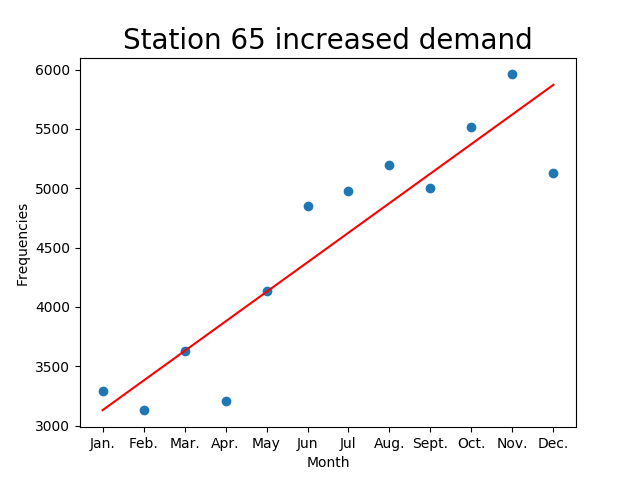 Station 65 increased demand
6000
5500
5000
4500
4000
3500
3000
Frequencies
Jan. Feb. Mar. Apr. May Jun Jul Aug. Sept. Oct. Nov. Dec.
Month